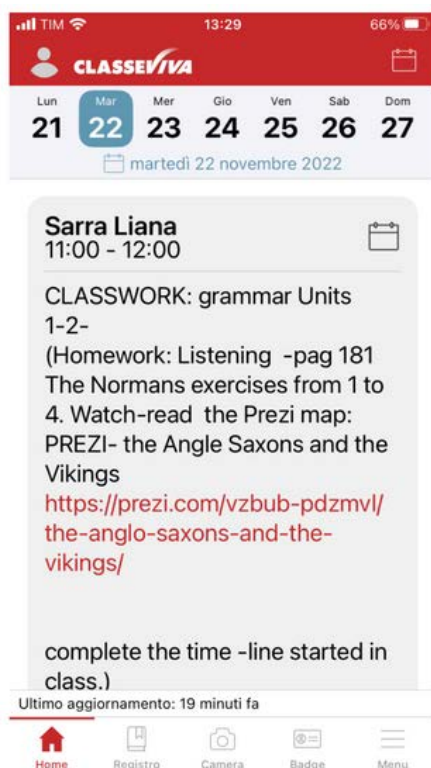 TIM 13:29 66%
CLASSEVIVA
Lun Mar Mer Gio Ven Sab Dom
21 22 23 24 25 26 27
martedì 22 novembre 2022
Sarra Liana
11:00 - 12:00
CLASSWORK: grammar Units
1-2-
(Homework: Listening -pag 181
The Normans exercises from 1 to
4. Watch-read the Prezi map:
PREZI- the Angle Saxons and the
Vikings
https://prezi.com/vzbub-pdzmvl/
the-anglo-saxons-and-the-
vikings/
complete the time -line started in
class.)
Ultimo aggiornamento: 19 minuti fa
Home Registro Camera Badge Menu